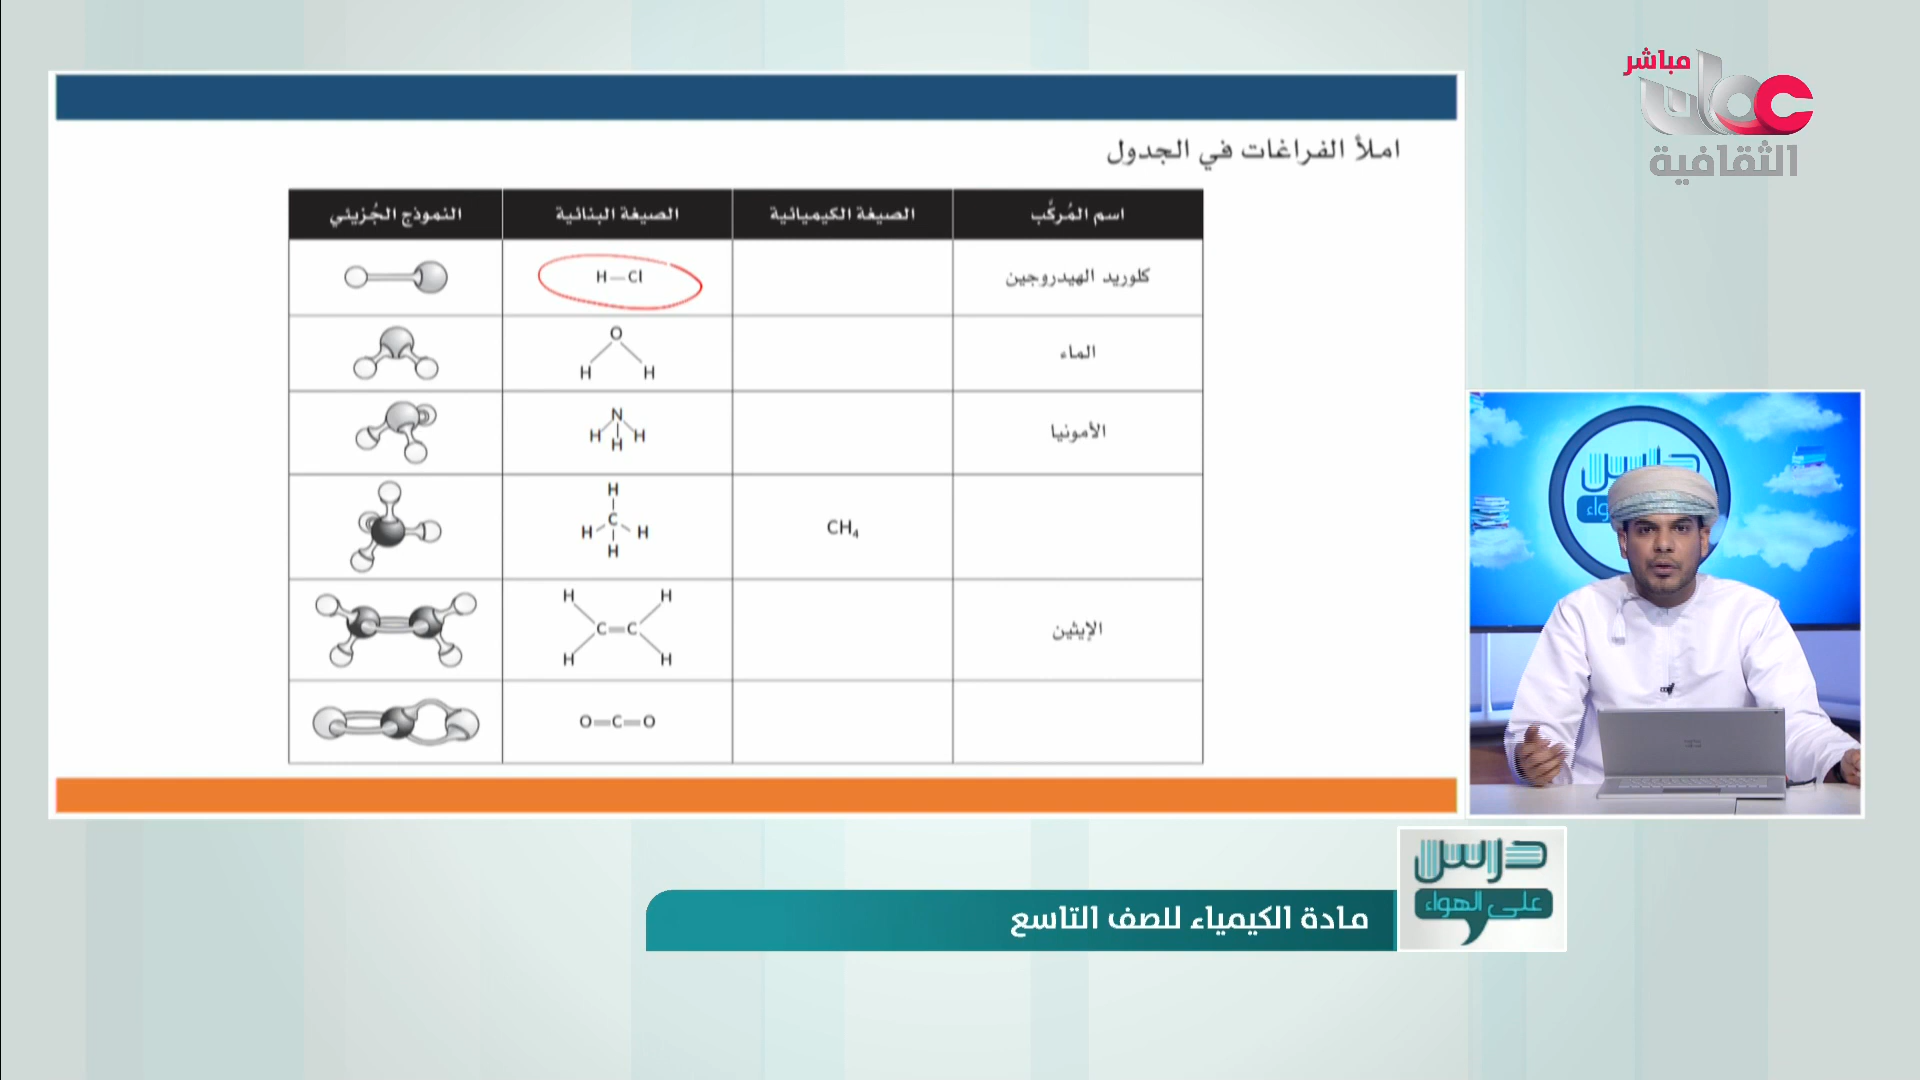 مباشر
عمان
الثقافية
املأ الفراغات في الجدول
اسم المُركَّب الصيغة الكيميائية الصيغة البنائية النموذج الجُزيئي
كلوريد الهيدروجين H—Cl
الماء O H H
الأمونيا N H H H
CH₄ H H C H H
الإيثين H H C=C H H
O=C=O
درس
على الهواء
مادة الكيمياء للصف التاسع